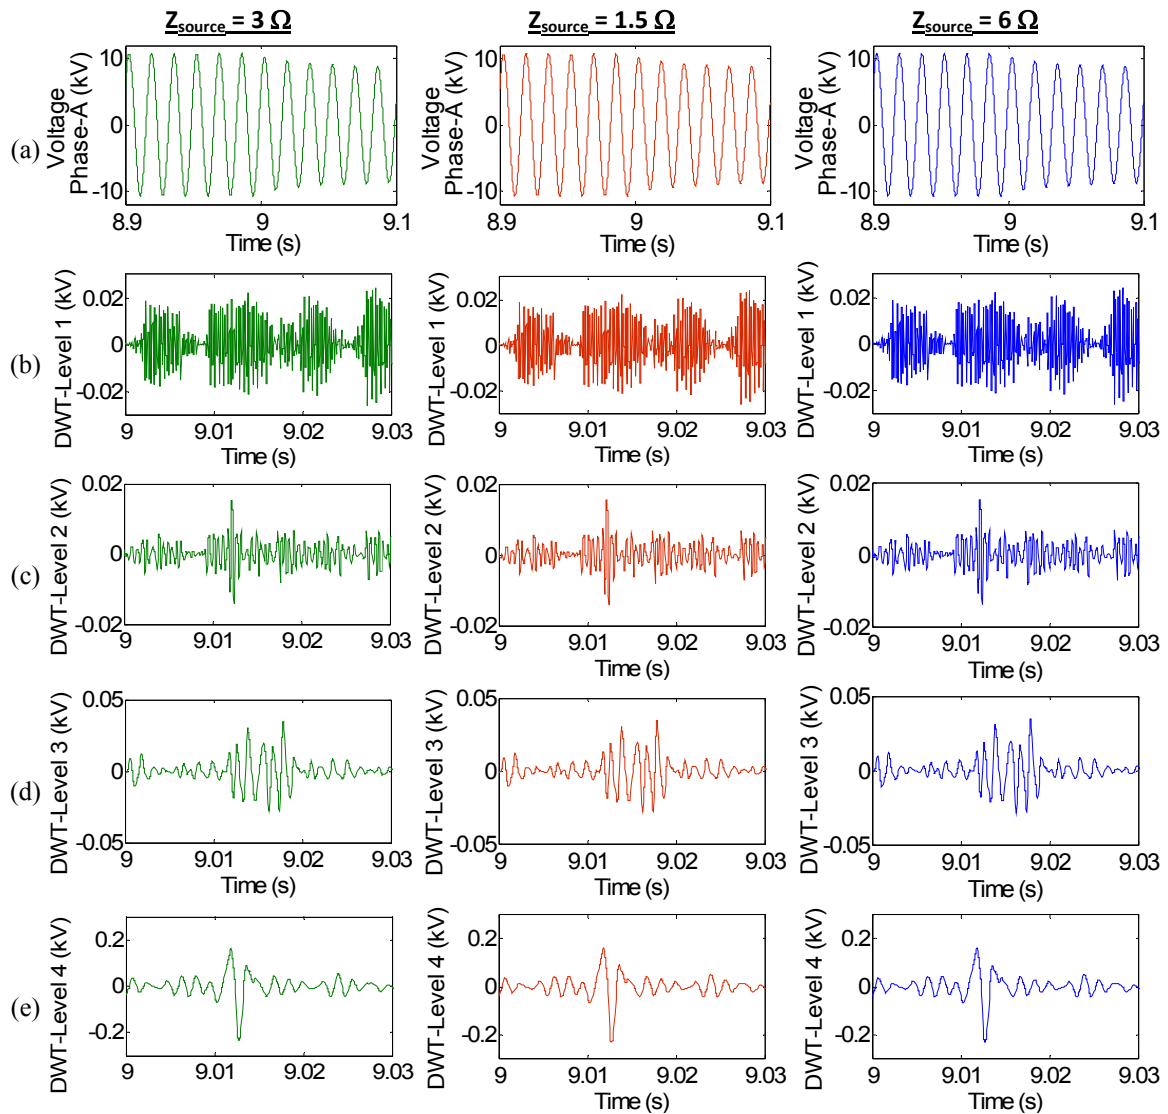 Zsource = 3 Ω
Zsource = 1.5 Ω
Zsource = 6 Ω
(a)
Voltage
Phase-A (kV)
10
0
-10
8.9
9
9.1
Time (s)
Voltage
Phase-A (kV)
10
0
-10
8.9
9
9.1
Time (s)
Voltage
Phase-A (kV)
10
0
-10
8.9
9
9.1
Time (s)
(b)
DWT-Level 1 (kV)
0.02
0
-0.02
9
9.01
9.02
9.03
Time (s)
DWT-Level 1 (kV)
0.02
0
-0.02
9
9.01
9.02
9.03
Time (s)
DWT-Level 1 (kV)
0.02
0
-0.02
9
9.01
9.02
9.03
Time (s)
(c)
DWT-Level 2 (kV)
0.02
0
-0.02
9
9.01
9.02
9.03
Time (s)
DWT-Level 2 (kV)
0.02
0
-0.02
9
9.01
9.02
9.03
Time (s)
DWT-Level 2 (kV)
0.02
0
-0.02
9
9.01
9.02
9.03
Time (s)
(d)
DWT-Level 3 (kV)
0.05
0
-0.05
9
9.01
9.02
9.03
Time (s)
DWT-Level 3 (kV)
0.05
0
-0.05
9
9.01
9.02
9.03
Time (s)
DWT-Level 3 (kV)
0.05
0
-0.05
9
9.01
9.02
9.03
Time (s)
(e)
DWT-Level 4 (kV)
0.2
0
-0.2
9
9.01
9.02
9.03
Time (s)
DWT-Level 4 (kV)
0.2
0
-0.2
9
9.01
9.02
9.03
Time (s)
DWT-Level 4 (kV)
0.2
0
-0.2
9
9.01
9.02
9.03
Time (s)